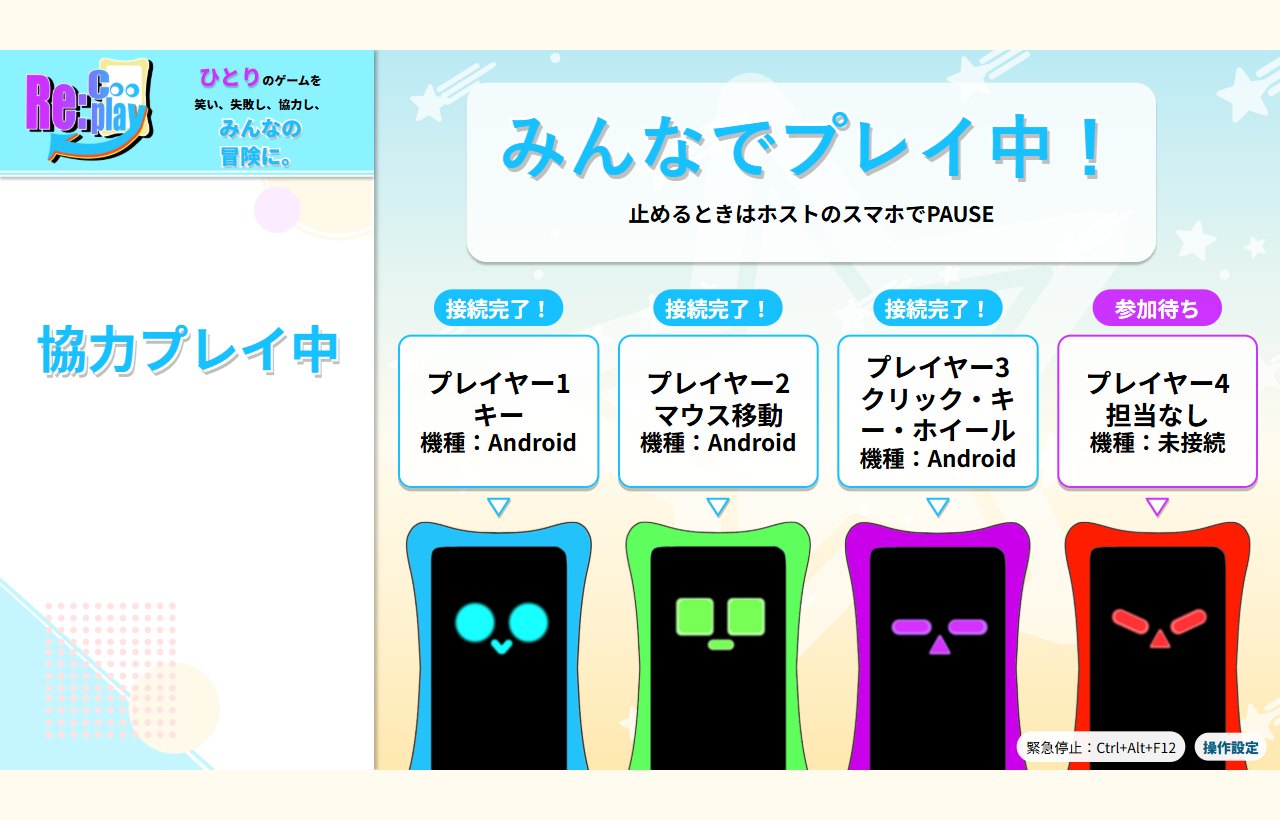 Re:Coo
play
ひとりのゲームを
笑い、失敗し、協力し、
みんなの
冒険に。
協力プレイ中
みんなでプレイ中！
止めるときはホストのスマホでPAUSE
接続完了！
プレイヤー1
キー
機種：Android
接続完了！
プレイヤー2
マウス移動
機種：Android
接続完了！
プレイヤー3
クリック・キ
ー・ホイール
機種：Android
参加待ち
プレイヤー4
担当なし
機種：未接続
緊急停止：Ctrl+Alt+F12
操作設定